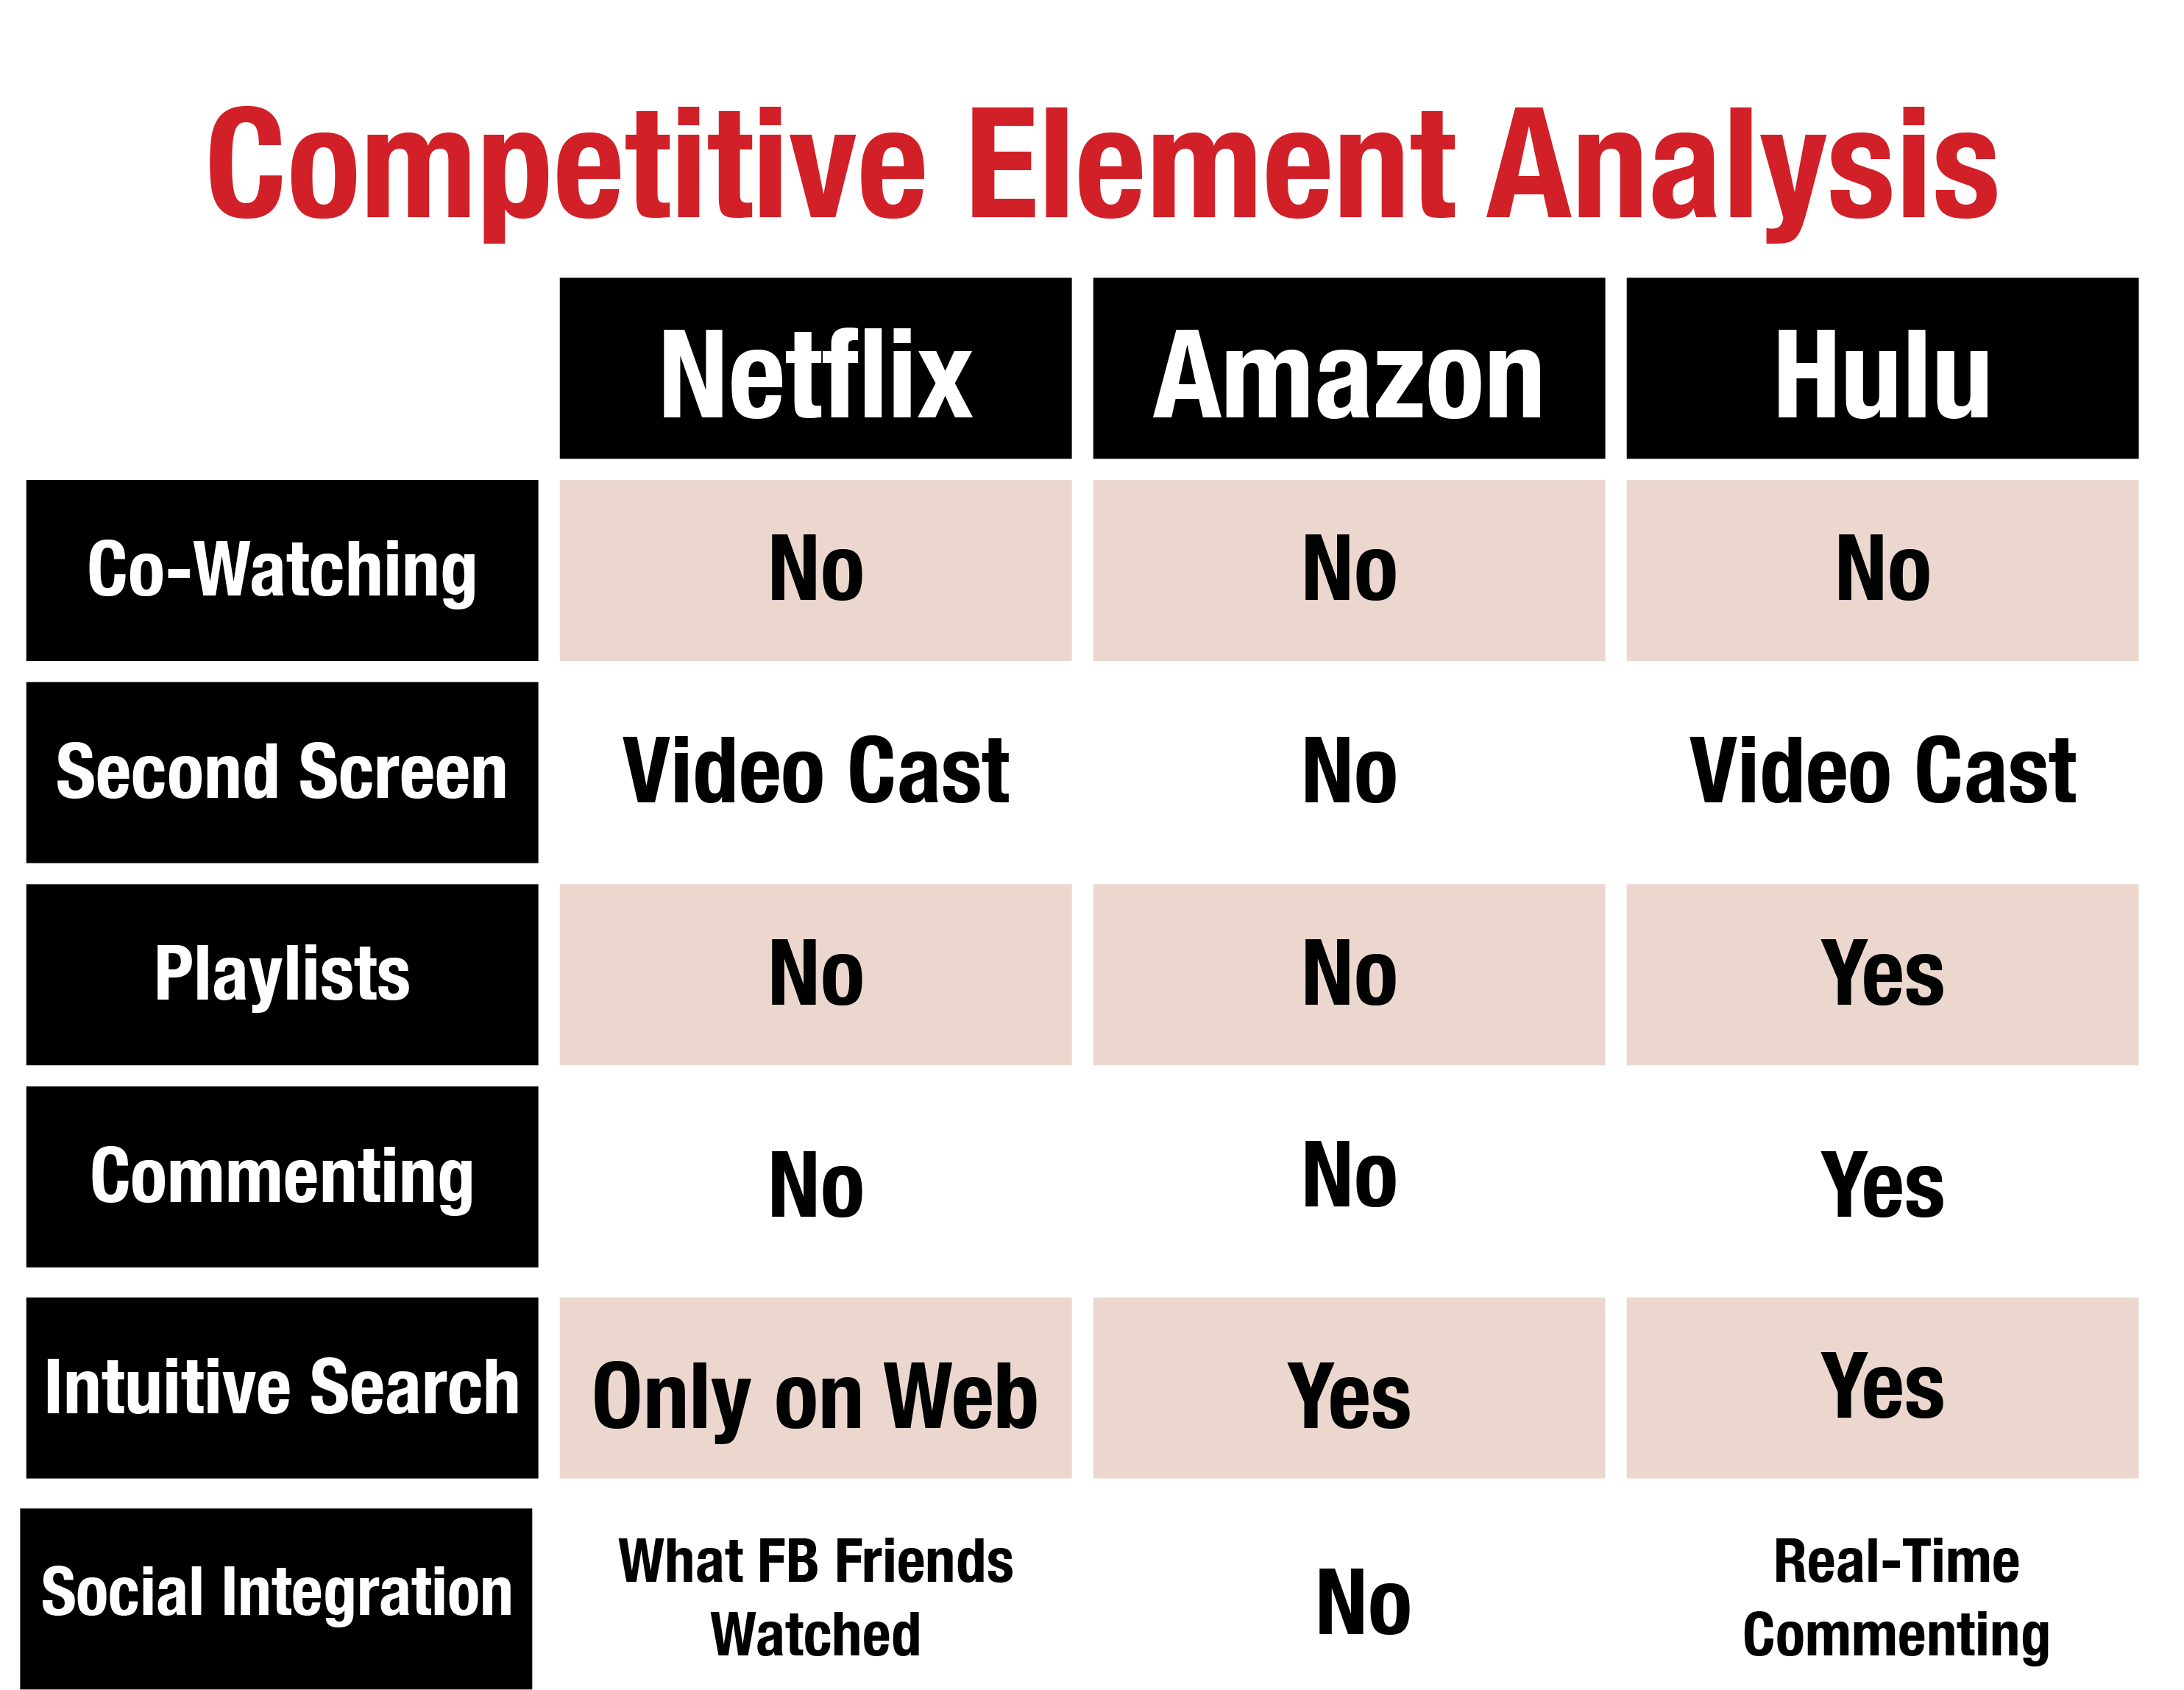 Competitive Element Analysis
Netflix Amazon Hulu
Co-Watching No No No
Second Screen Video Cast No Video Cast
Playlists No No Yes
Commenting No No Yes
Intuitive Search Only on Web Yes Yes
Social Integration What FB Friends Watched No Real-Time Commenting